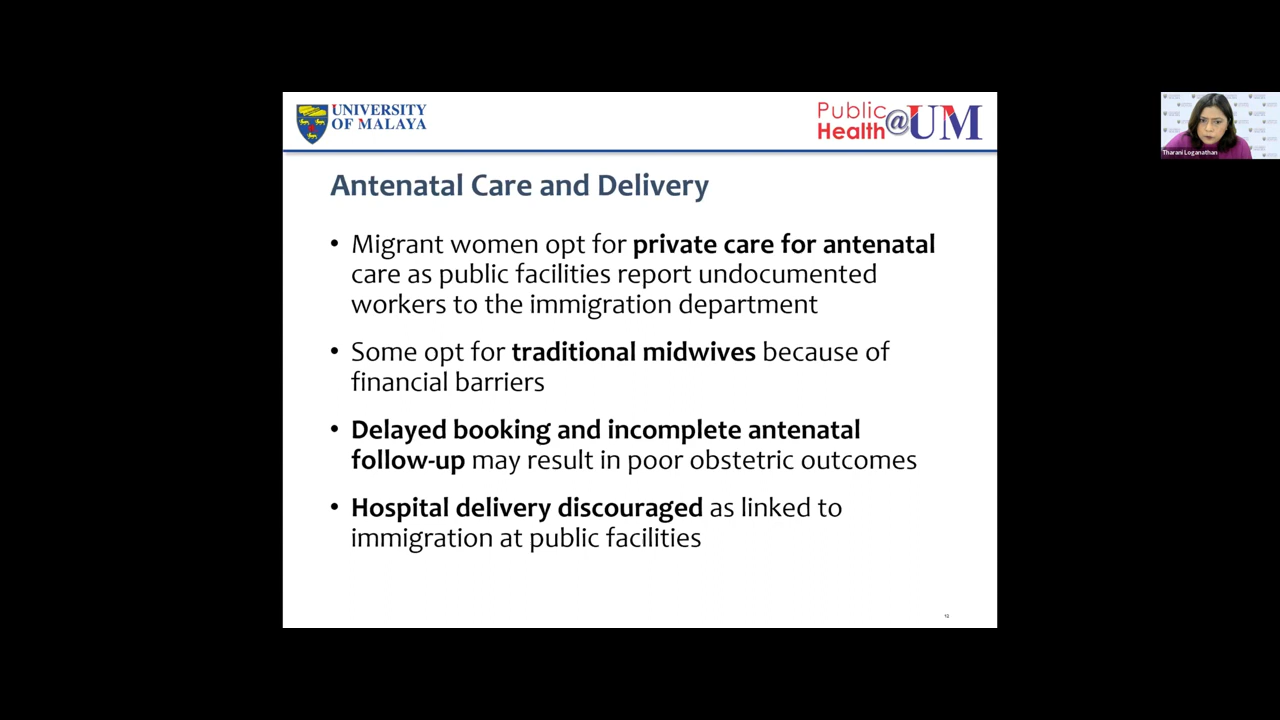 UNIVERSITY
OF MALAYA
Public
Health@UM
Tharani Loganathan
Antenatal Care and Delivery
• Migrant women opt for private care for antenatal
care as public facilities report undocumented
workers to the immigration department
• Some opt for traditional midwives because of
financial barriers
• Delayed booking and incomplete antenatal
follow-up may result in poor obstetric outcomes
• Hospital delivery discouraged as linked to
immigration at public facilities